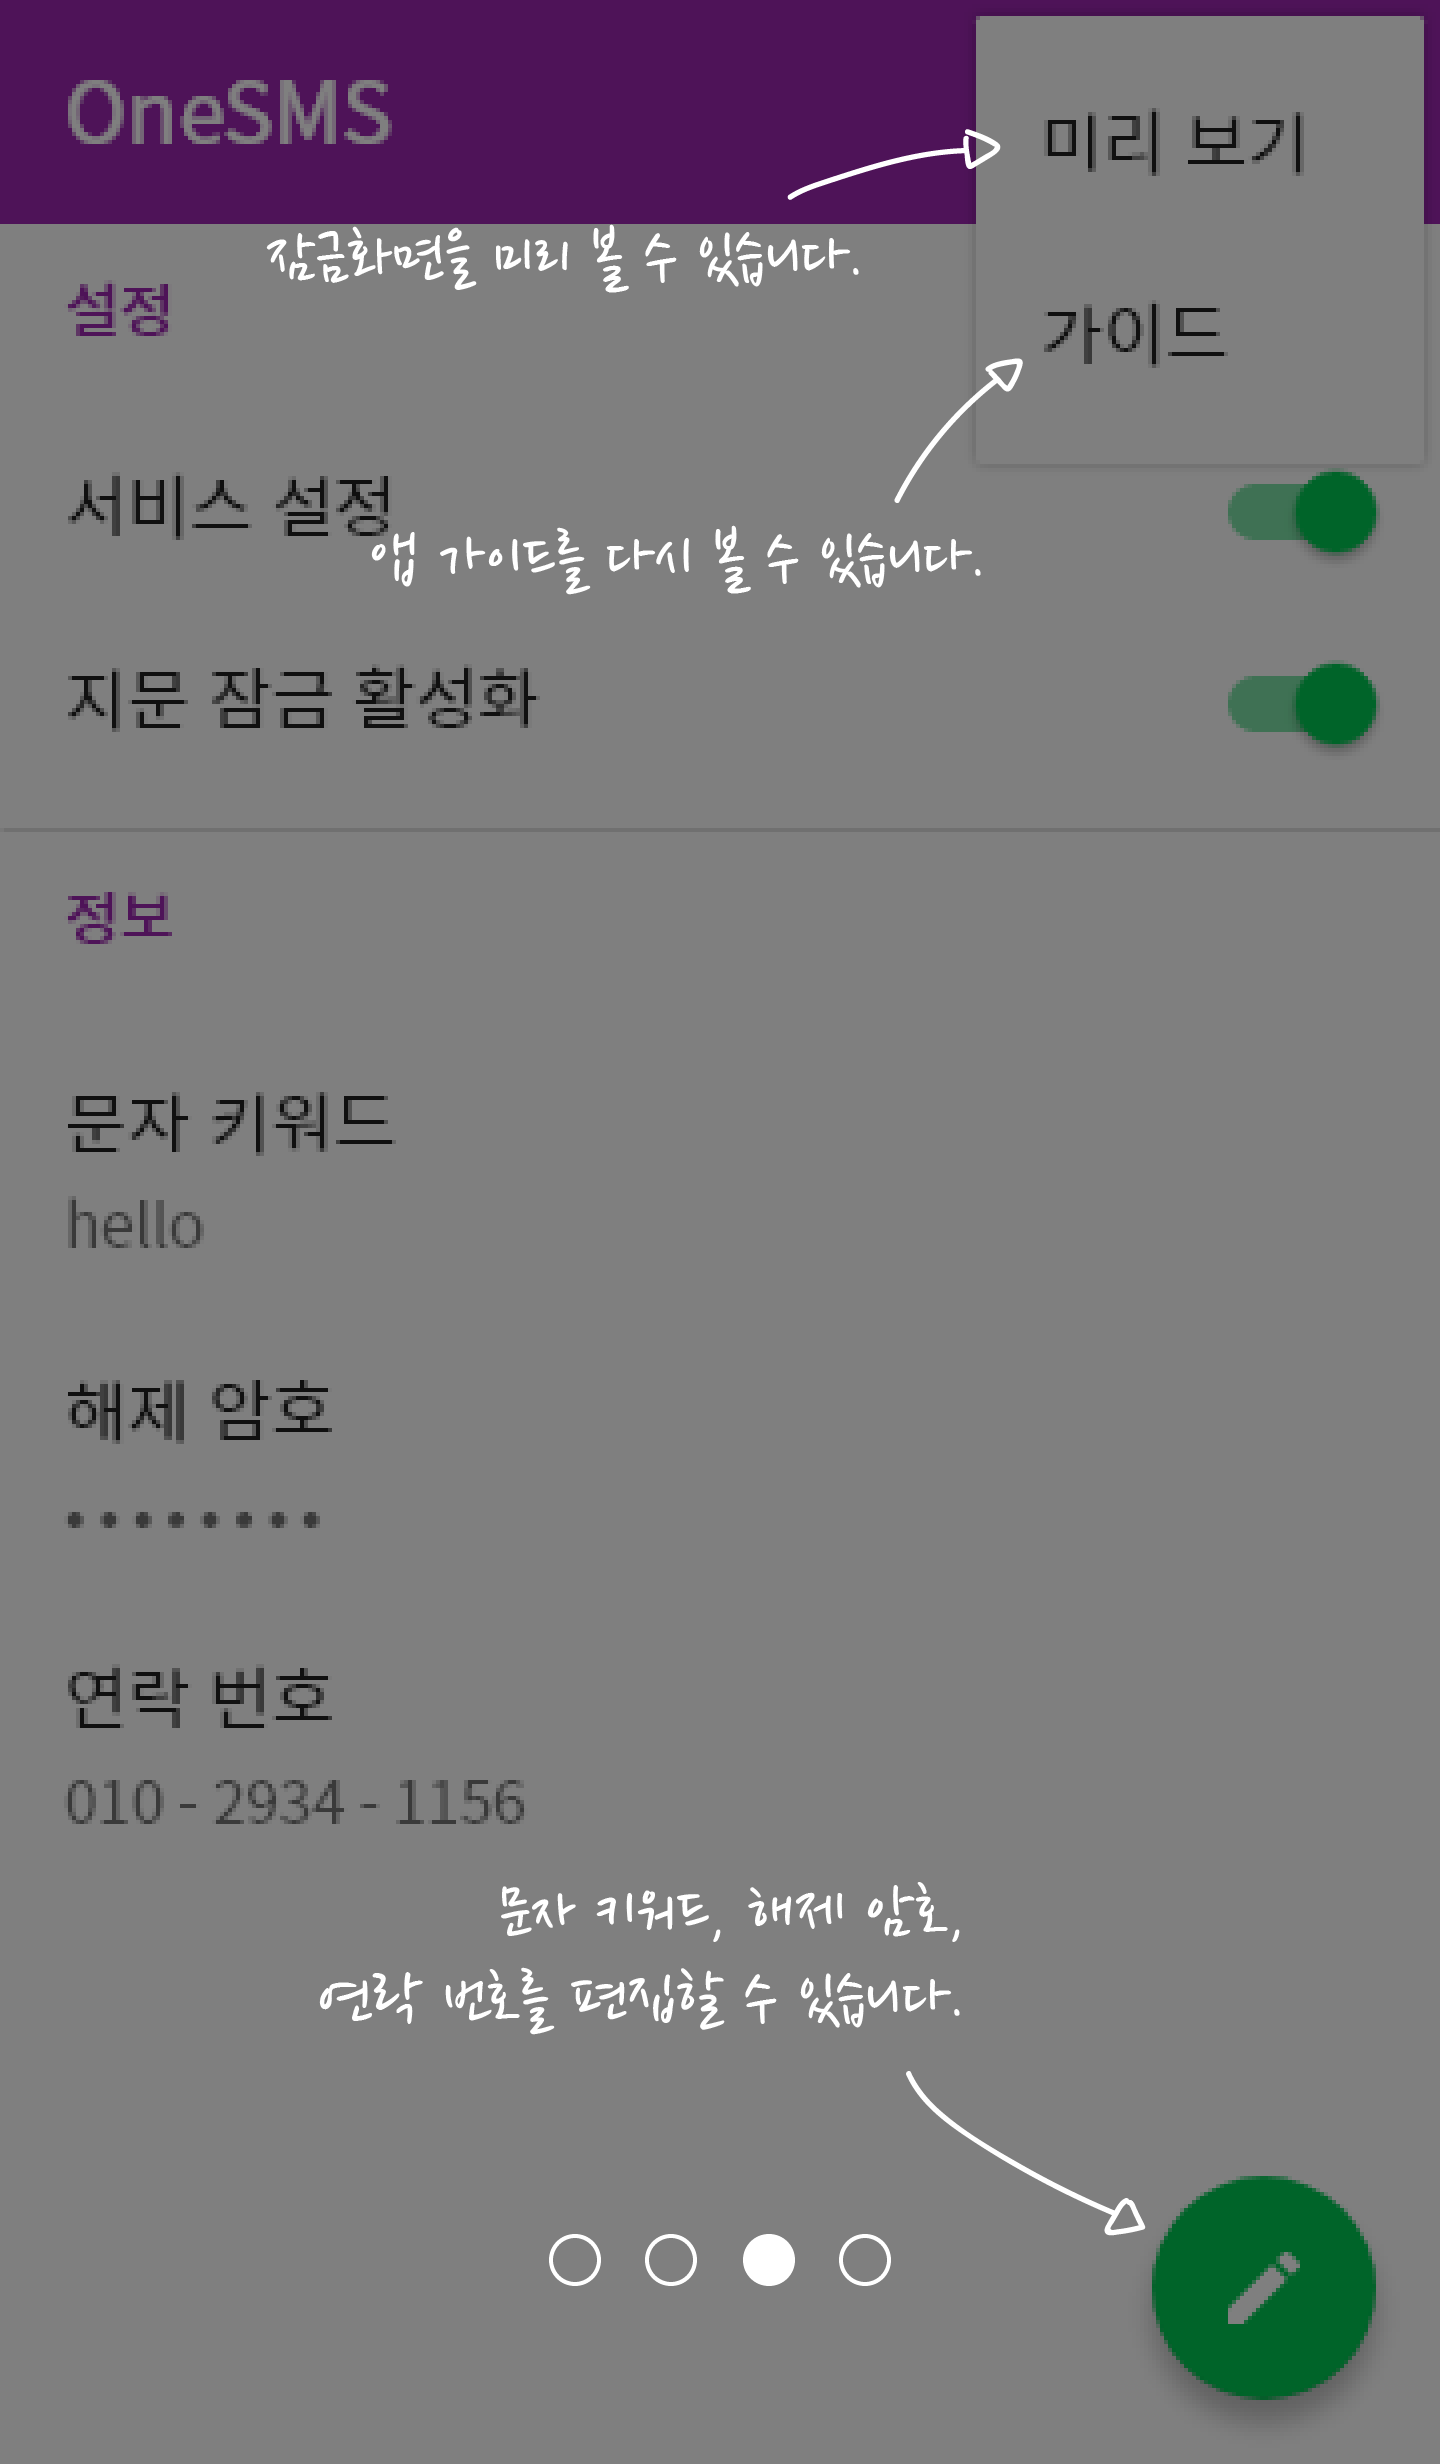 OneSMS
미리 보기
잠금화면을 미리 볼 수 있습니다.
설정
가이드
서비스 설정
앱 가이드를 다시 볼 수 있습니다.
지문 잠금 활성화
정보
문자 키워드
hello
해제 암호
••••••••
연락 번호
010 - 2934 - 1156
문자 키워드, 해제 암호,
연락 번호를 편집할 수 있습니다.